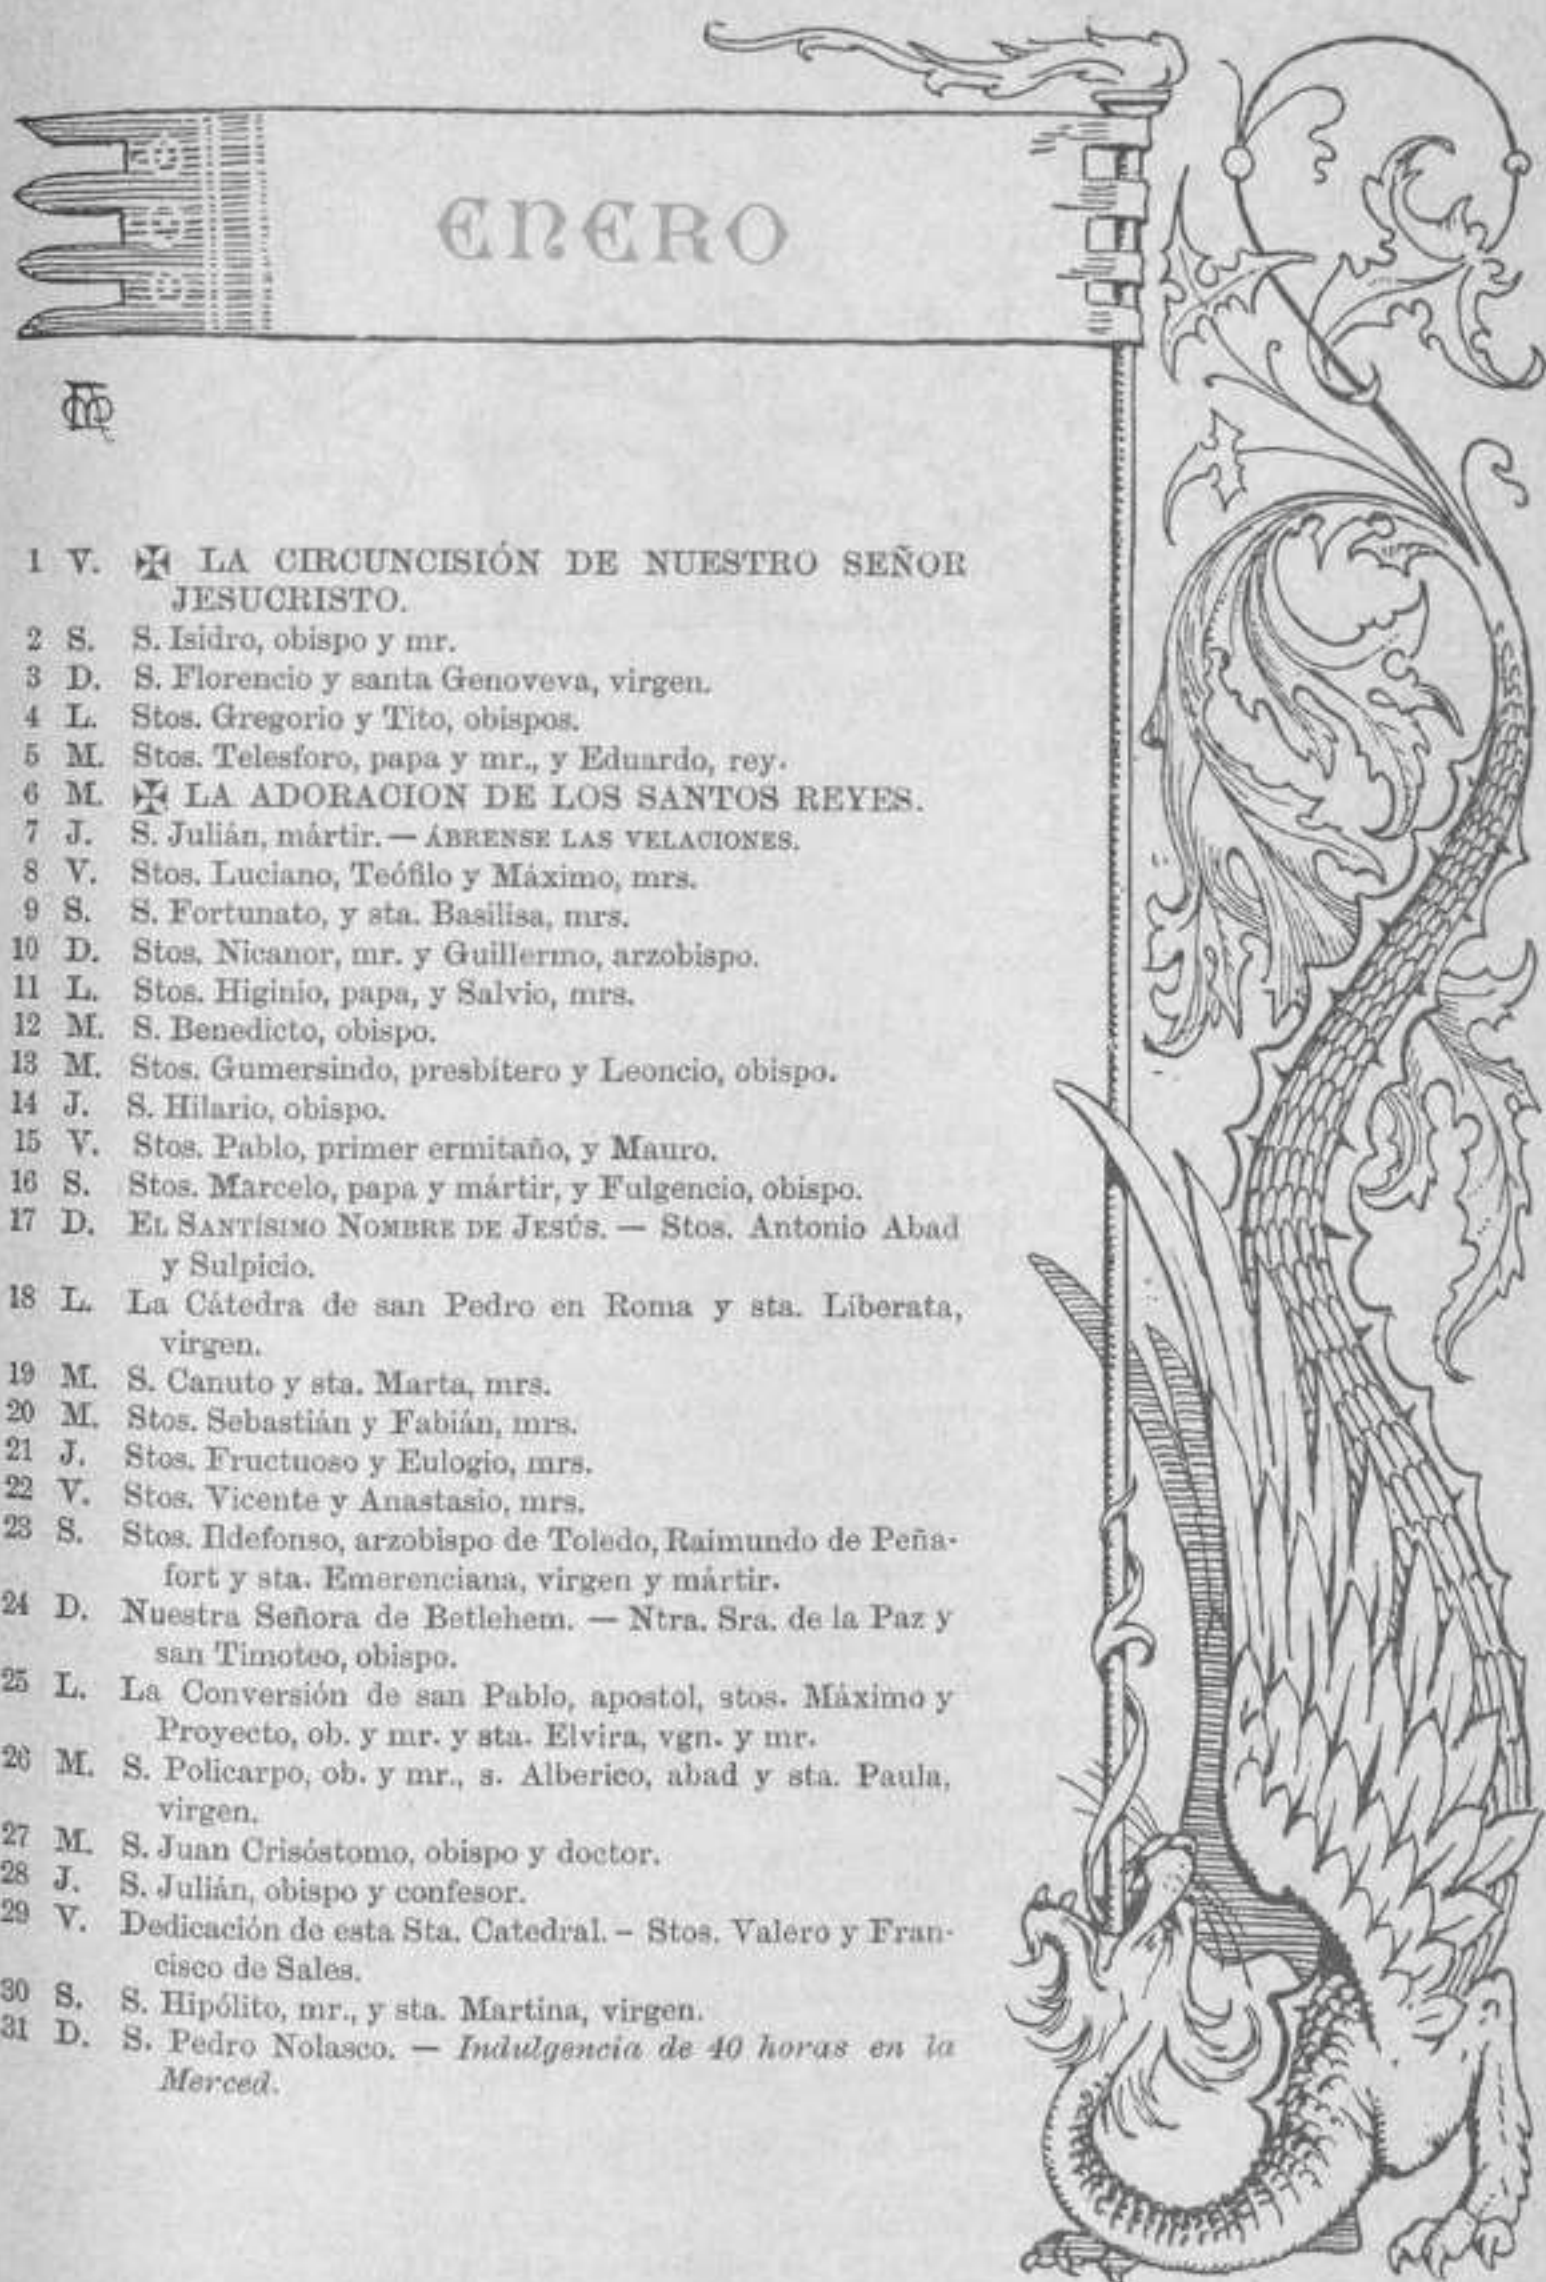 ENERO
1 V. ✠ LA CIRCUNCISIÓN DE NUESTRO SEÑOR
JESUCRISTO.
2 S. S. Isidro, obispo y mr.
3 D. S. Florencio y santa Genoveva, virgen.
4 L. Stos. Gregorio y Tito, obispos.
5 M. Stos. Telesforo, papa y mr., y Eduardo, rey.
6 M. ✠ LA ADORACION DE LOS SANTOS REYES.
7 J. S. Julián, mártir. — ÁBRENSE LAS VELACIONES.
8 V. Stos. Luciano, Teófilo y Máximo, mrs.
9 S. S. Fortunato, y sta. Basilisa, mrs.
10 D. Stos. Nicanor, mr. y Guillermo, arzobispo.
11 L. Stos. Higinio, papa, y Salvio, mrs.
12 M. S. Benedicto, obispo.
13 M. Stos. Gumersindo, presbítero y Leoncio, obispo.
14 J. S. Hilario, obispo.
15 V. Stos. Pablo, primer ermitaño, y Mauro.
16 S. Stos. Marcelo, papa y mártir, y Fulgencio, obispo.
17 D. EL SANTÍSIMO NOMBRE DE JESÚS. — Stos. Antonio Abad
y Sulpicio.
18 L. La Cátedra de san Pedro en Roma y sta. Liberata,
virgen.
19 M. S. Canuto y sta. Marta, mrs.
20 M. Stos. Sebastián y Fabián, mrs.
21 J. Stos. Fructuoso y Eulogio, mrs.
22 V. Stos. Vicente y Anastasio, mrs.
23 S. Stos. Ildefonso, arzobispo de Toledo, Raimundo de Peña-
fort y sta. Emerenciana, virgen y mártir.
24 D. Nuestra Señora de Betlehem. — Ntra. Sra. de la Paz y
san Timoteo, obispo.
25 L. La Conversión de san Pablo, apostol, stos. Máximo y
Proyecto, ob. y mr. y sta. Elvira, vgn. y mr.
26 M. S. Policarpo, ob. y mr., s. Alberico, abad y sta. Paula,
virgen.
27 M. S. Juan Crisóstomo, obispo y doctor.
28 J. S. Julián, obispo y confesor.
29 V. Dedicación de esta Sta. Catedral. – Stos. Valero y Fran-
cisco de Sales.
30 S. S. Hipólito, mr., y sta. Martina, virgen.
31 D. S. Pedro Nolasco. — Indulgencia de 40 horas en la
Merced.